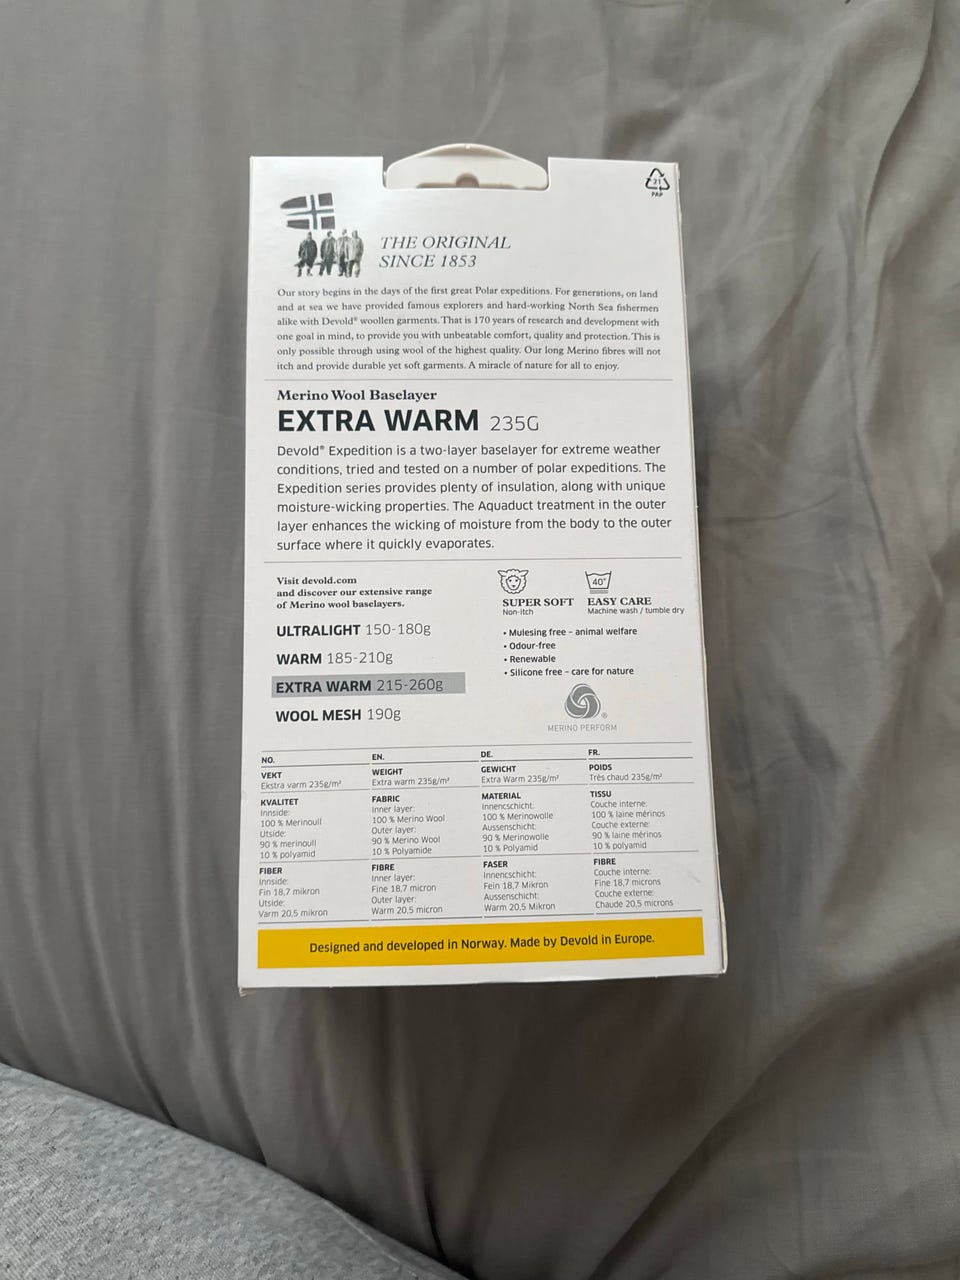 21
PAP
THE ORIGINAL
SINCE 1853
Our story begins in the days of the first great Polar expeditions. For generations, on land
and at sea we have provided famous explorers and hard-working North Sea fishermen
alike with Devold® woollen garments. That is 170 years of research and development with
one goal in mind, to provide you with unbeatable comfort, quality and protection. This is
only possible through using wool of the highest quality. Our long Merino fibres will not
itch and provide durable yet soft garments. A miracle of nature for all to enjoy.
Merino Wool Baselayer
EXTRA WARM 235G
Devold® Expedition is a two-layer baselayer for extreme weather
conditions, tried and tested on a number of polar expeditions. The
Expedition series provides plenty of insulation, along with unique
moisture-wicking properties. The Aquaduct treatment in the outer
layer enhances the wicking of moisture from the body to the outer
surface where it quickly evaporates.
Visit devold.com
and discover our extensive range
of Merino wool baselayers.
ULTRALIGHT 150-180g
WARM 185-210g
EXTRA WARM 215-260g
WOOL MESH 190g
SUPER SOFT
Non-itch
40°
EASY CARE
Machine wash / tumble dry
• Mulesing free – animal welfare
• Odour-free
• Renewable
• Silicone free – care for nature
®
MERINO PERFORM
NO.
VEKT
Ekstra varm 235g/m²
KVALITET
Innside:
100 % Merinoull
Utside:
90 % merinoull
10 % polyamid
FIBER
Innside:
Fin 18,7 mikron
Utside:
Varm 20,5 mikron
EN.
WEIGHT
Extra warm 235g/m²
FABRIC
Inner layer:
100 % Merino Wool
Outer layer:
90 % Merino Wool
10 % Polyamide
FIBRE
Inner layer:
Fine 18,7 micron
Outer layer:
Warm 20,5 micron
DE.
GEWICHT
Extra Warm 235g/m²
MATERIAL
Innenschicht:
100 % Merinowolle
Aussenschicht:
90 % Merinowolle
10 % Polyamid
FASER
Innenschicht:
Fein 18,7 Mikron
Aussenschicht:
Warm 20,5 Mikron
FR.
POIDS
Très chaud 235g/m²
TISSU
Couche interne:
100 % laine mérinos
Couche externe:
90 % laine mérinos
10 % polyamid
FIBRE
Couche interne:
Fine 18,7 microns
Couche externe:
Chaude 20,5 microns
Designed and developed in Norway. Made by Devold in Europe.